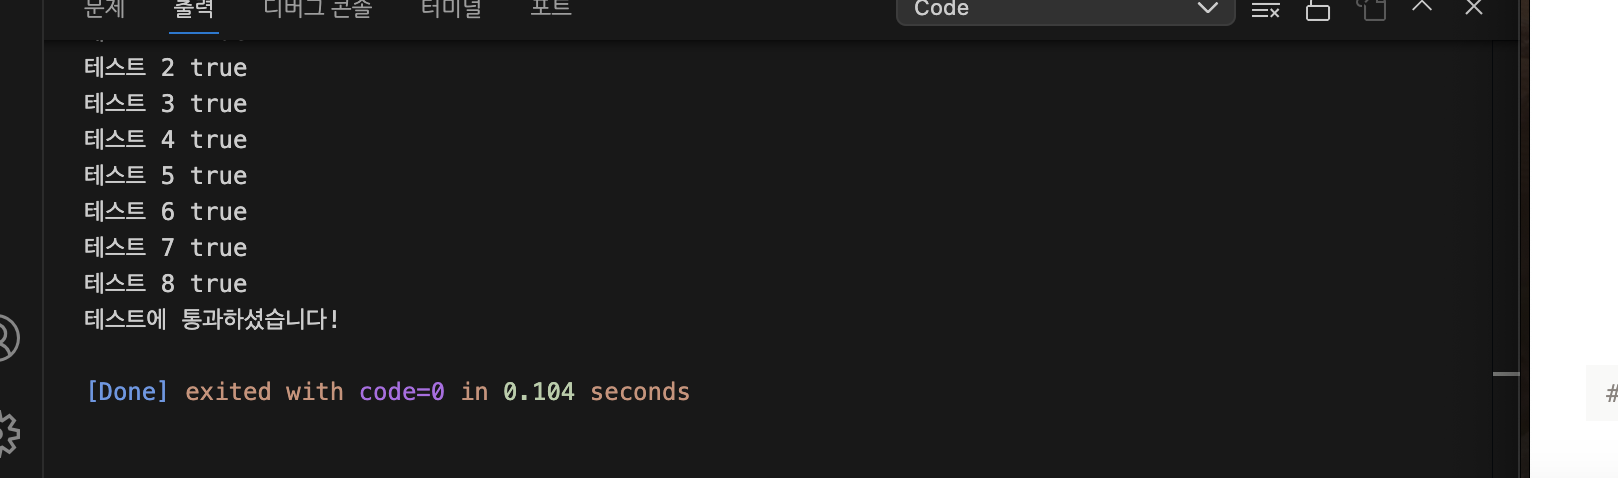 문제 출력 디버그 콘솔 터미널 포트 Code
테스트 2 true
테스트 3 true
테스트 4 true
테스트 5 true
테스트 6 true
테스트 7 true
테스트 8 true
테스트에 통과하셨습니다!
[Done] exited with code=0 in 0.104 seconds
#